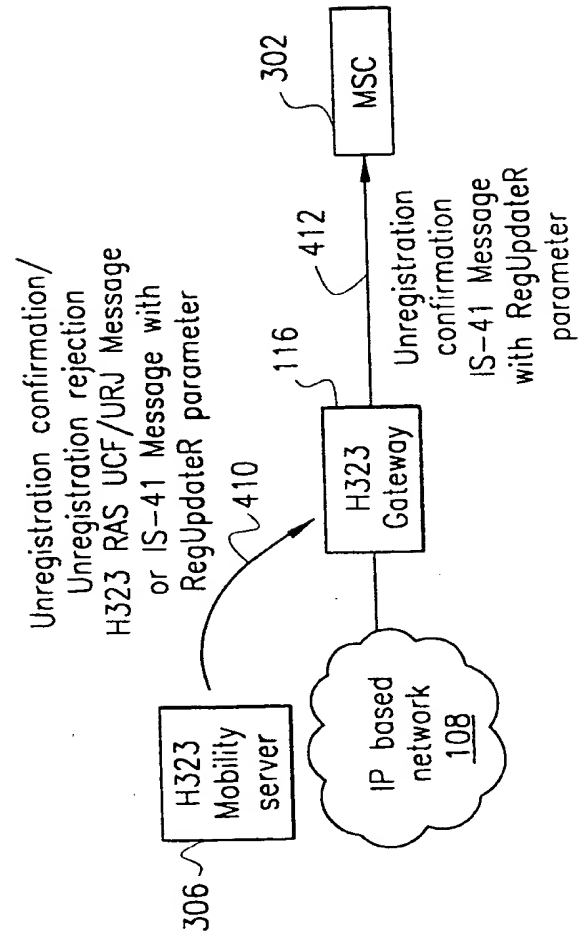 Unregistration confirmation/
Unregistration rejection
H323 RAS UCF/URJ Message
or IS-41 Message with
RegUpdateR parameter
410
306
H323
Mobility
server
IP based
network
108
116
H323
Gateway
412
Unregistration
confirmation
IS-41 Message
with RegUpdateR
parameter
302
MSC